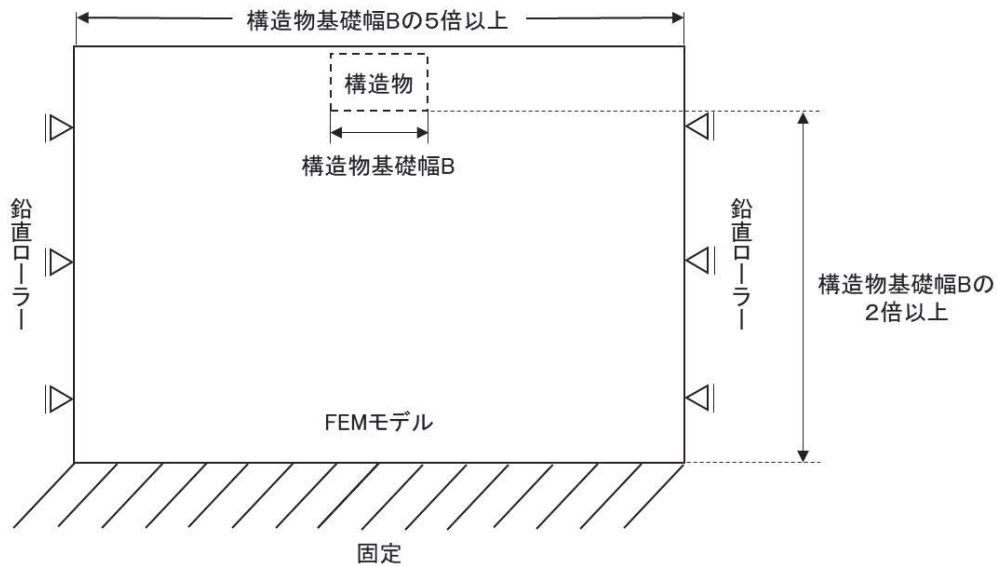 構造物基礎幅Bの5倍以上
構造物
構造物基礎幅B
鉛直ローラー
鉛直ローラー
構造物基礎幅Bの
2倍以上
FEMモデル
固定